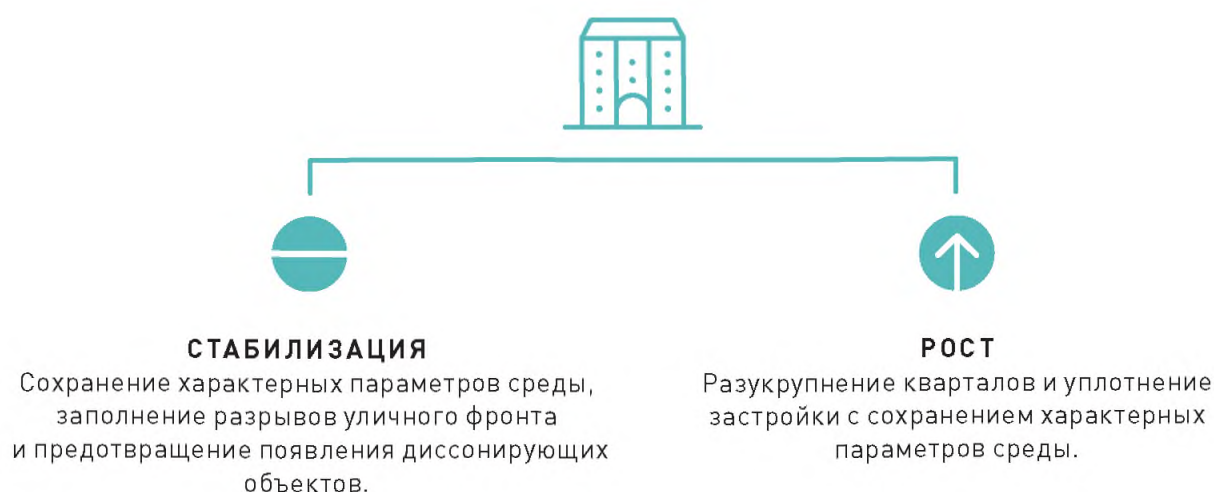 СТАБИЛИЗАЦИЯ
Сохранение характерных параметров среды,
заполнение разрывов уличного фронта
и предотвращение появления диссонирующих
объектов.
РОСТ
Разукрупнение кварталов и уплотнение
застройки с сохранением характерных
параметров среды.